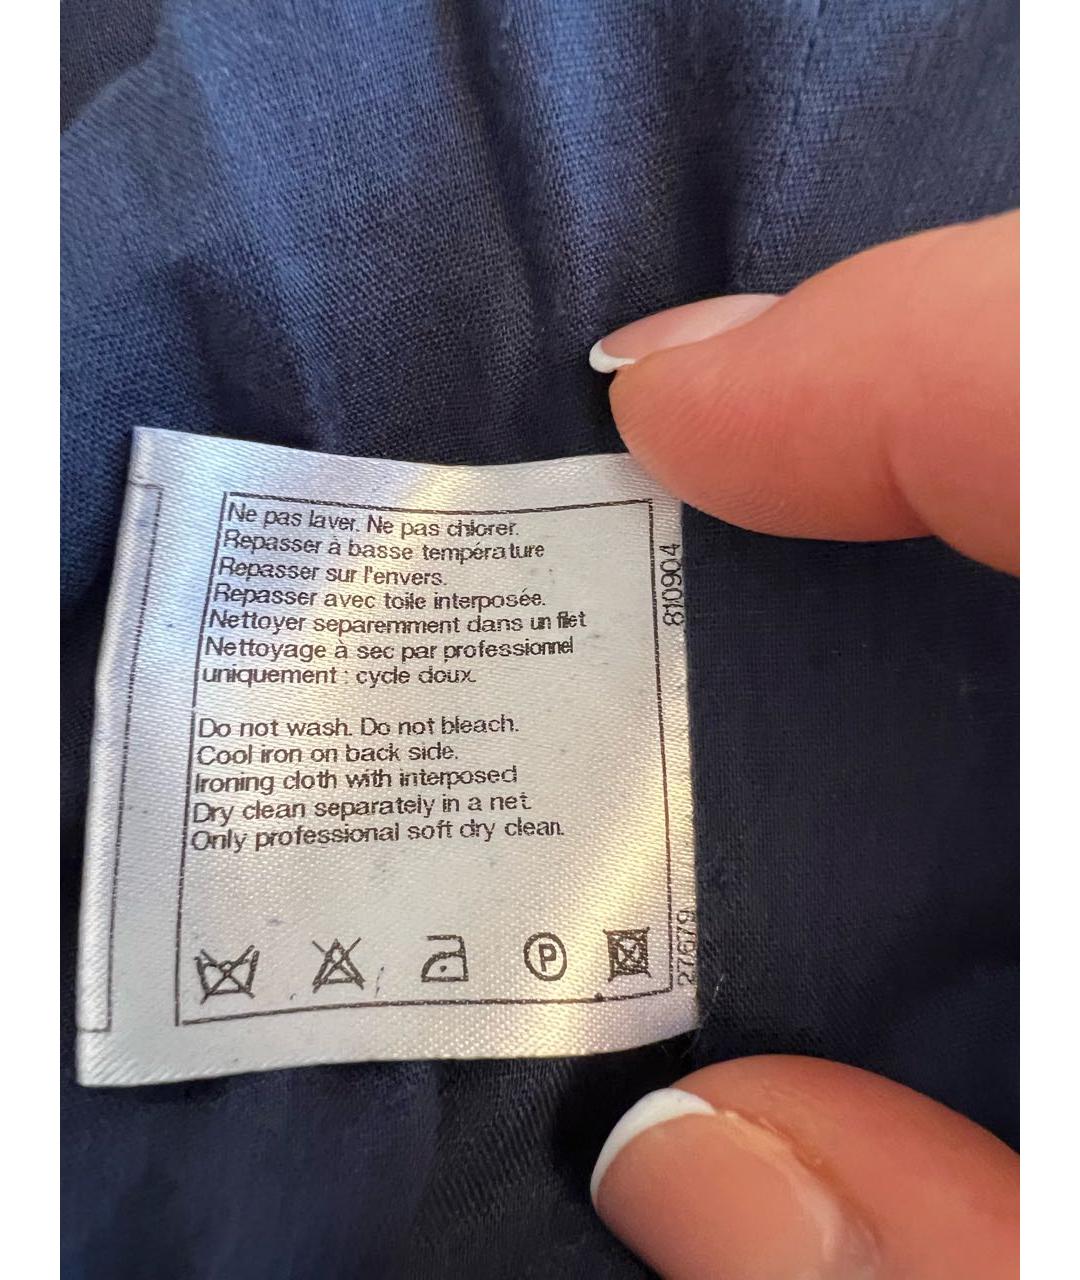 Ne pas laver. Ne pas chlorer.
Repasser à basse température
Repasser sur l'envers.
Repasser avec toile interposée.
Nettoyer separemment dans un filet
Nettoyage à sec par professionnel
uniquement : cycle doux.
Do not wash. Do not bleach.
Cool iron on back side.
Ironing cloth with interposed
Dry clean separately in a net.
Only professional soft dry clean.
P
810904
27679